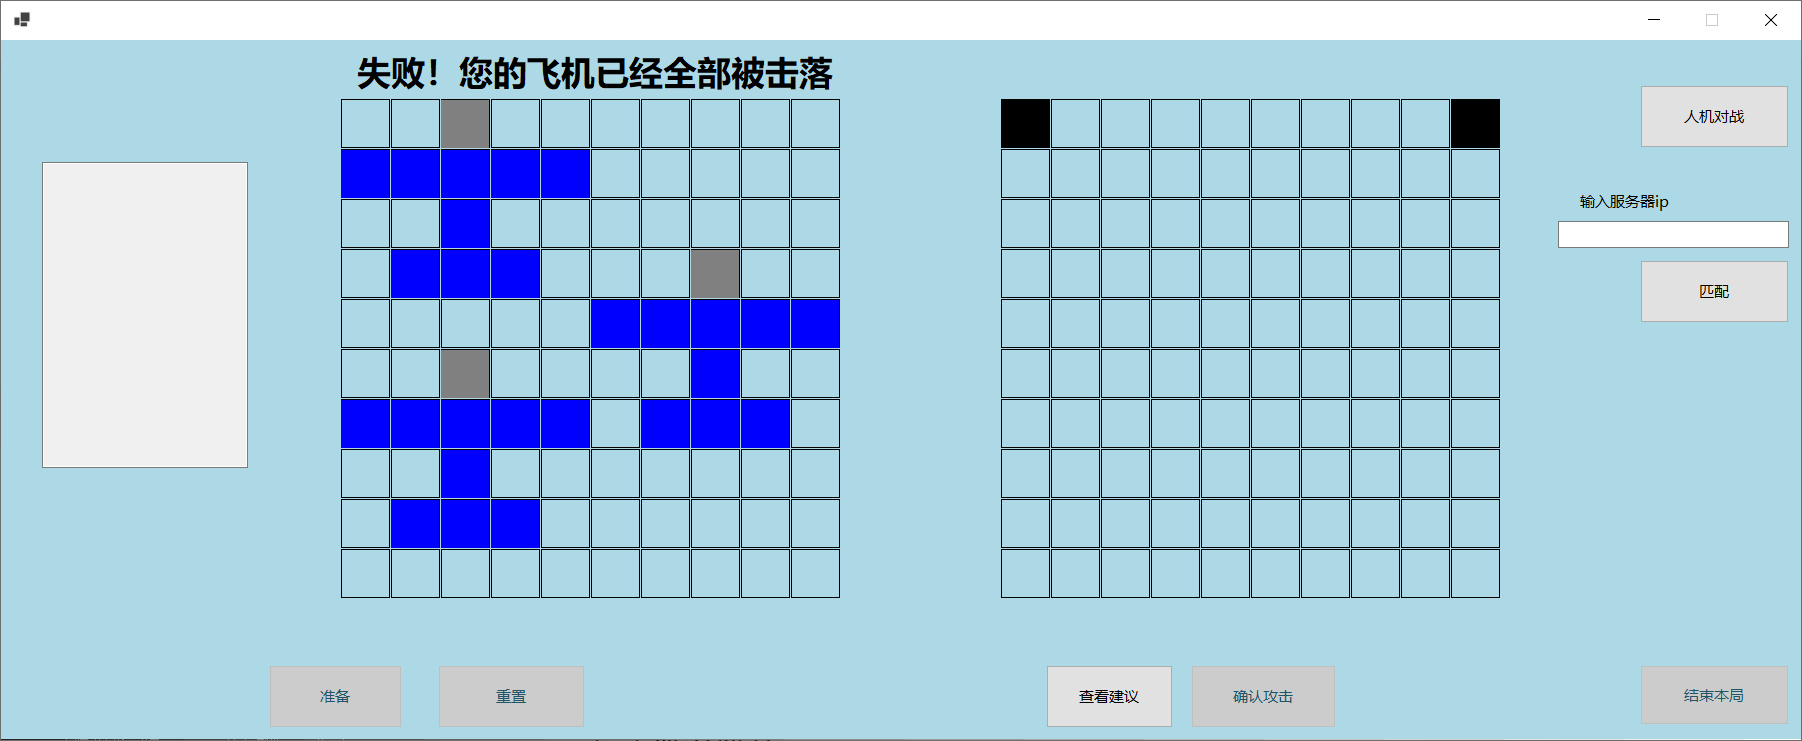 失败！您的飞机已经全部被击落
人机对战
输入服务器ip
匹配
准备
重置
查看建议
确认攻击
结束本局